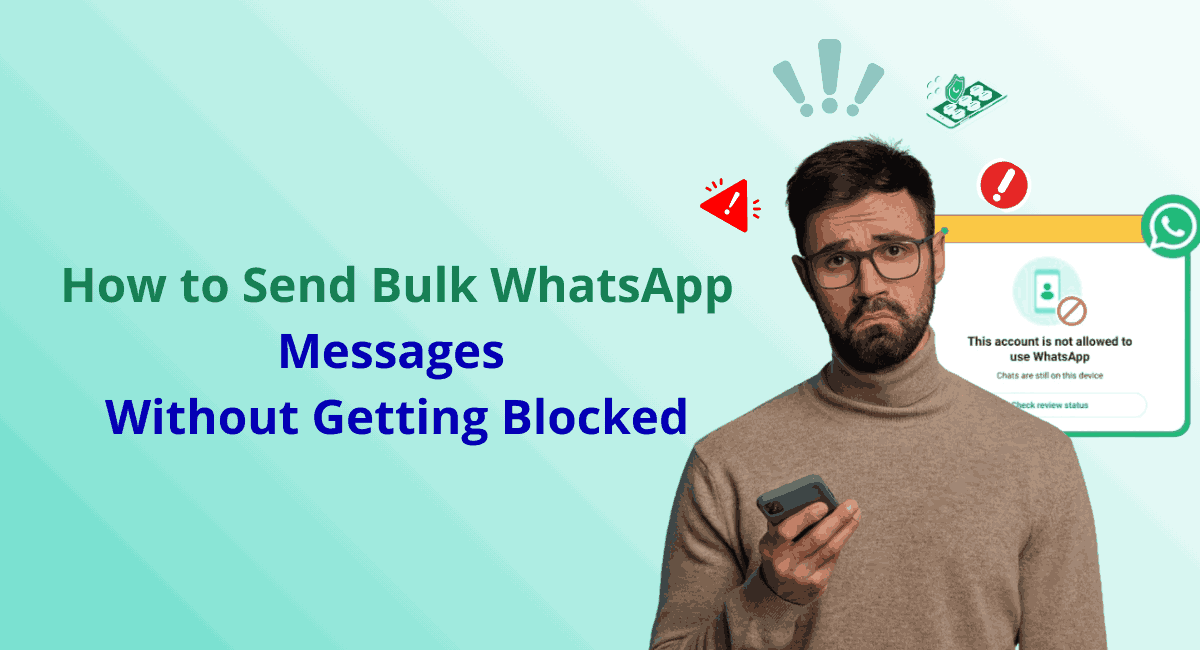 How to Send Bulk WhatsApp
Messages
Without Getting Blocked
This account is not allowed to
use WhatsApp
Chats are still on this device
Check review status